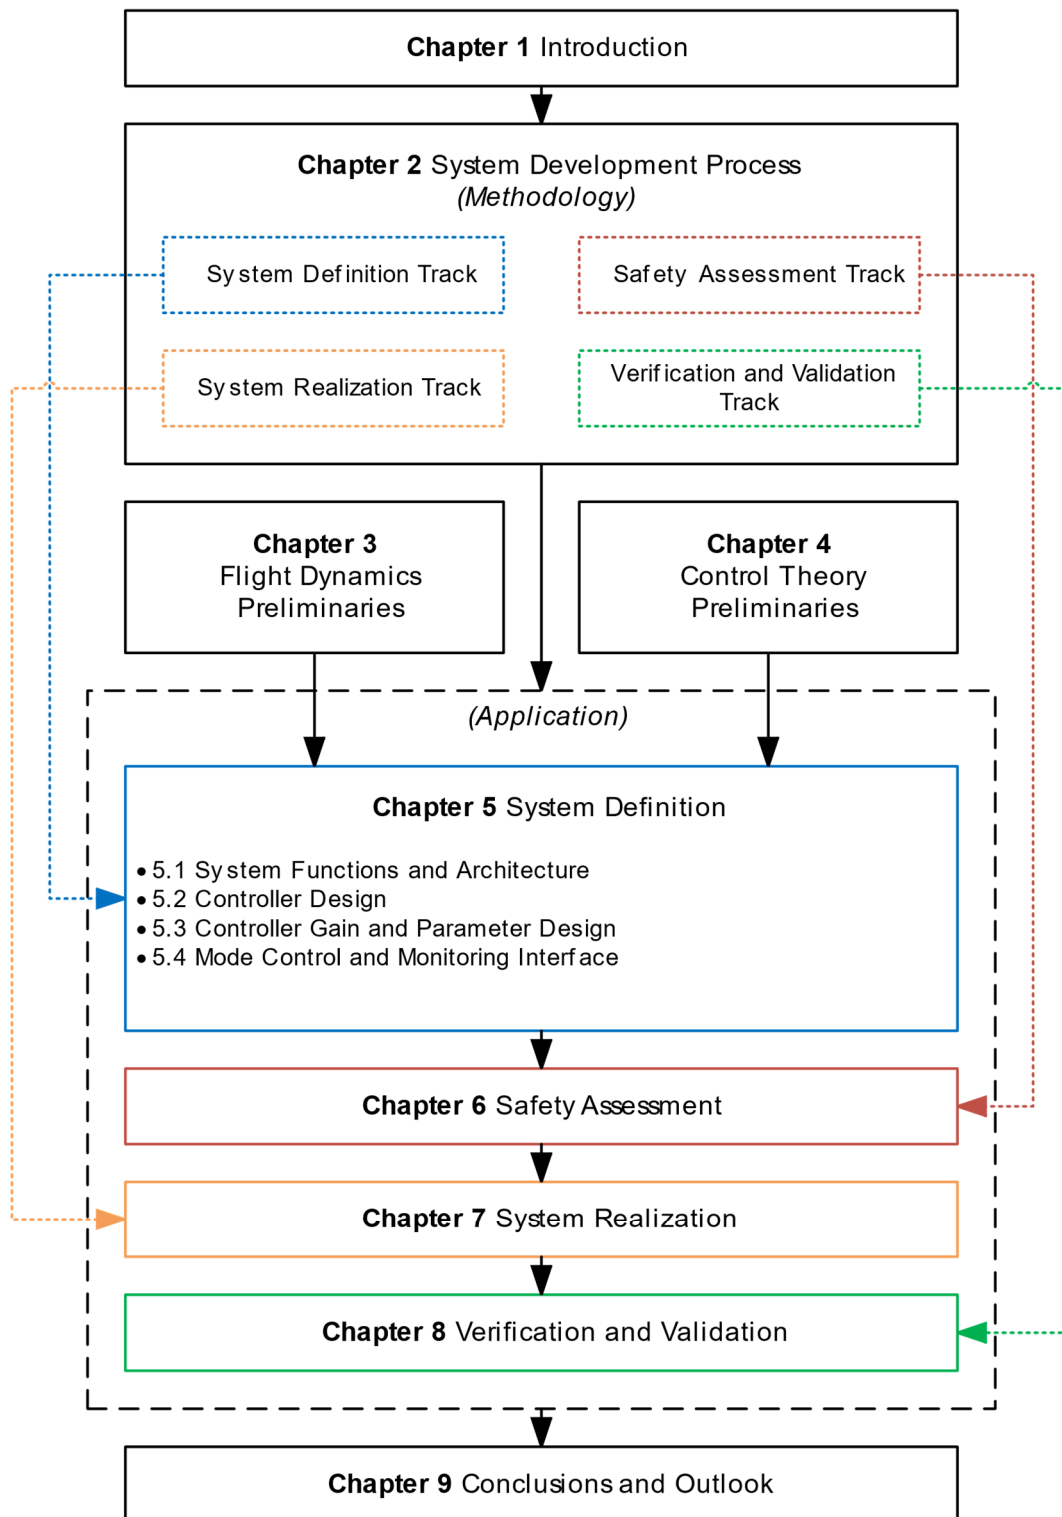 Chapter 1 Introduction
Chapter 2 System Development Process
(Methodology)
System Definition Track
Safety Assessment Track
System Realization Track
Verification and Validation
Track
Chapter 3
Flight Dynamics
Preliminaries
Chapter 4
Control Theory
Preliminaries
(Application)
Chapter 5 System Definition
• 5.1 System Functions and Architecture
• 5.2 Controller Design
• 5.3 Controller Gain and Parameter Design
• 5.4 Mode Control and Monitoring Interface
Chapter 6 Safety Assessment
Chapter 7 System Realization
Chapter 8 Verification and Validation
Chapter 9 Conclusions and Outlook